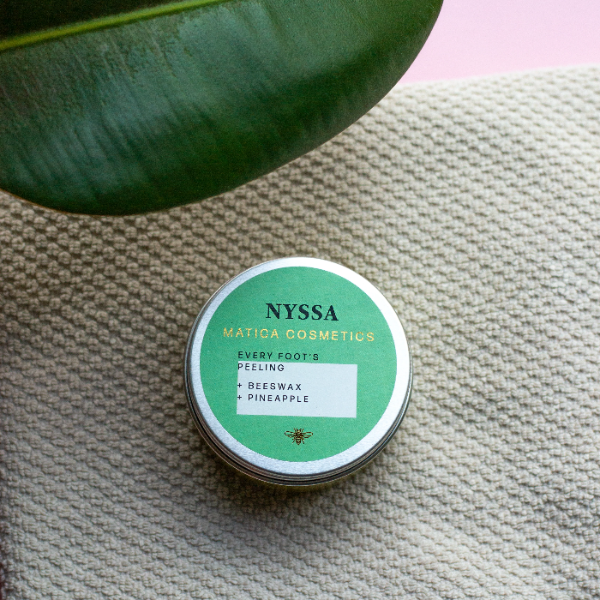 NYSSA
MATICA COSMETICS
EVERY FOOT'S
PEELING
+ BEESWAX
+ PINEAPPLE